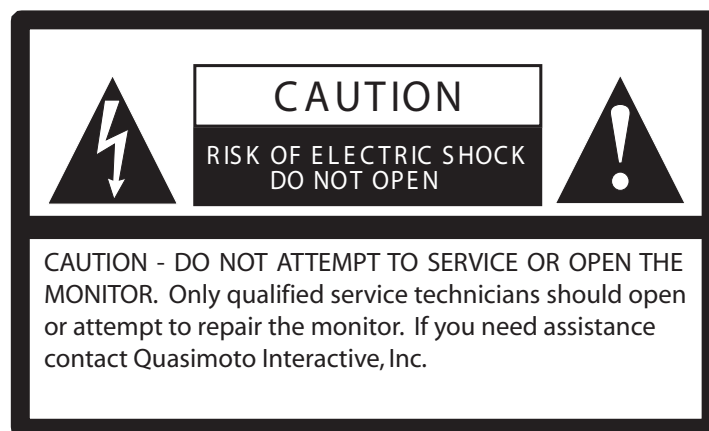 CAUTION
RISK OF ELECTRIC SHOCK
DO NOT OPEN
CAUTION - DO NOT ATTEMPT TO SERVICE OR OPEN THE
MONITOR. Only qualified service technicians should open
or attempt to repair the monitor. If you need assistance
contact Quasimoto Interactive, Inc.